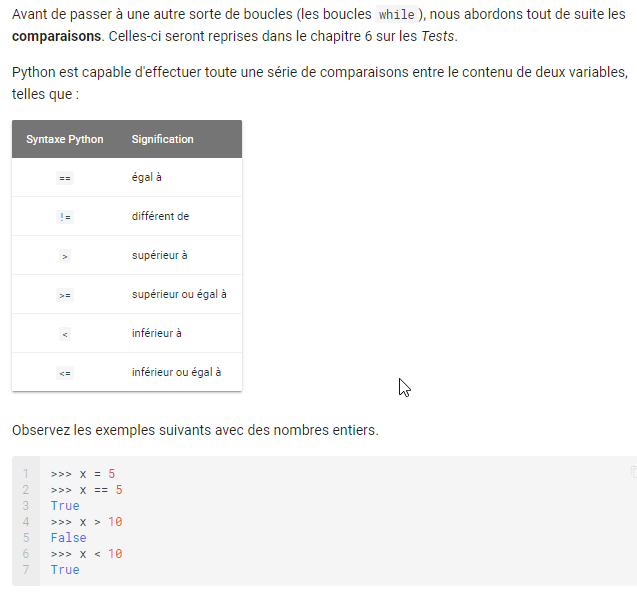 Avant de passer à une autre sorte de boucles (les boucles while ), nous abordons tout de suite les
comparaisons. Celles-ci seront reprises dans le chapitre 6 sur les Tests.
Python est capable d'effectuer toute une série de comparaisons entre le contenu de deux variables,
telles que :
Syntaxe Python Signification
== égal à
!= différent de
> supérieur à
>= supérieur ou égal à
< inférieur à
<= inférieur ou égal à
Observez les exemples suivants avec des nombres entiers.
1 >>> x = 5
2 >>> x == 5
3 True
4 >>> x > 10
5 False
6 >>> x < 10
7 True